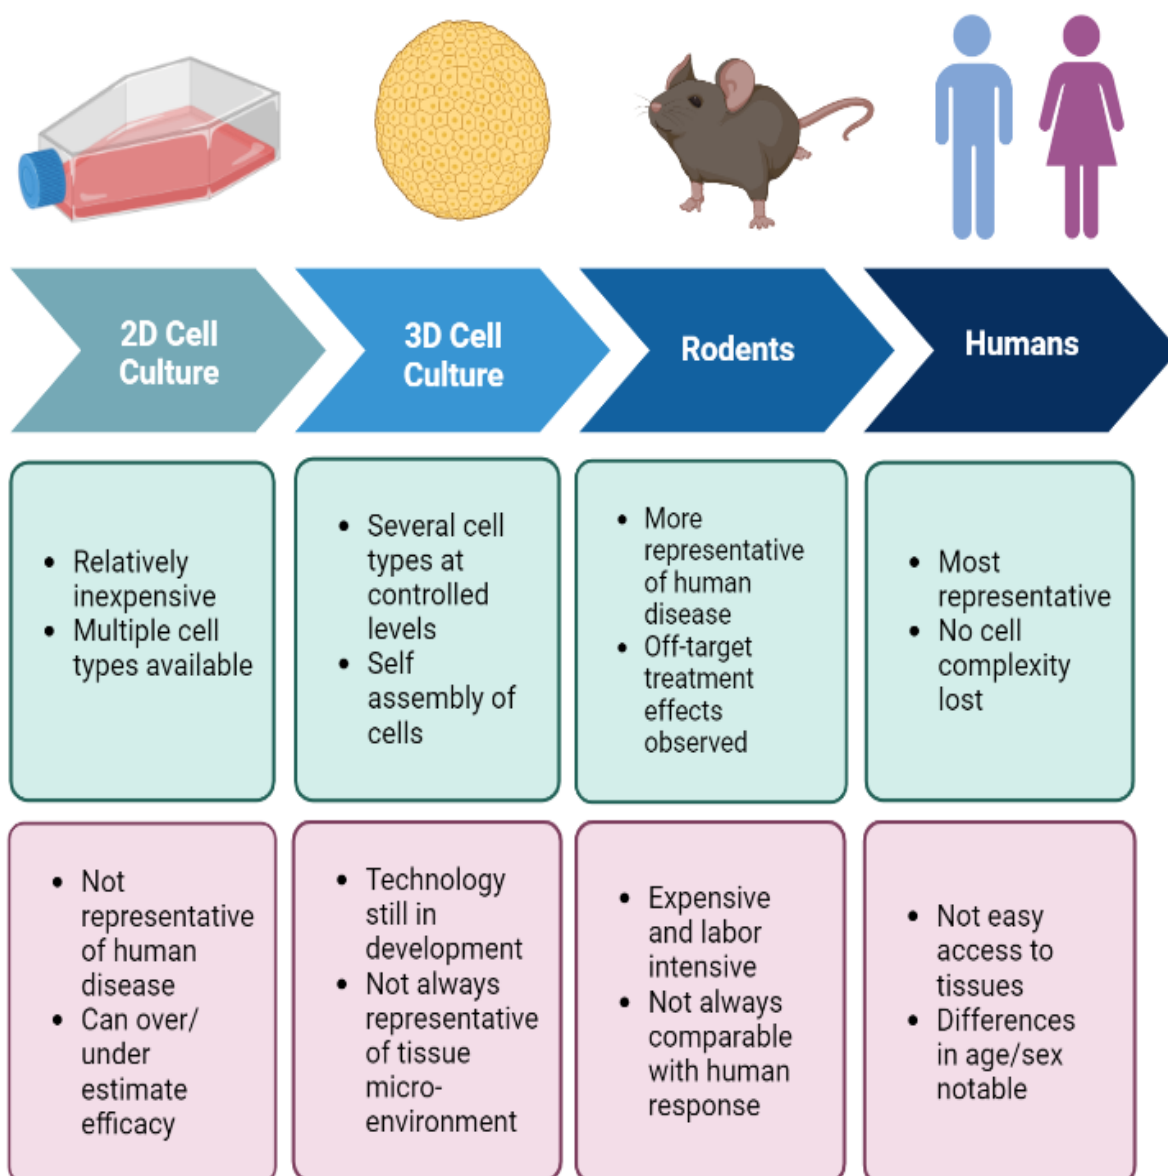 2D Cell
Culture
3D Cell
Culture
Rodents
Humans
• Relatively
inexpensive
• Multiple cell
types available
• Several cell
types at
controlled
levels
• Self
assembly of
cells
• More
representative
of human
disease
• Off-target
treatment
effects
observed
• Most
representative
• No cell
complexity
lost
• Not
representative
of human
disease
• Can over/
under
estimate
efficacy
• Technology
still in
development
• Not always
representative
of tissue
micro-
environment
• Expensive
and labor
intensive
• Not always
comparable
with human
response
• Not easy
access to
tissues
• Differences
in age/sex
notable